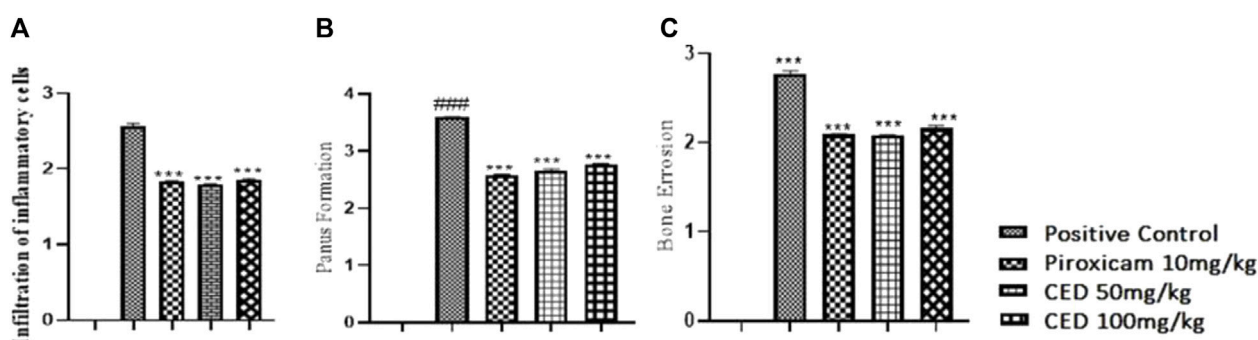 A
B
C
Infiltration of inflammatory cells
3
2
1
0
***
***
***
Panus Formation
4
3
2
1
0
###
***
***
***
Bone Errosion
3
2
1
0
***
***
***
***
Positive Control
Piroxicam 10mg/kg
CED 50mg/kg
CED 100mg/kg